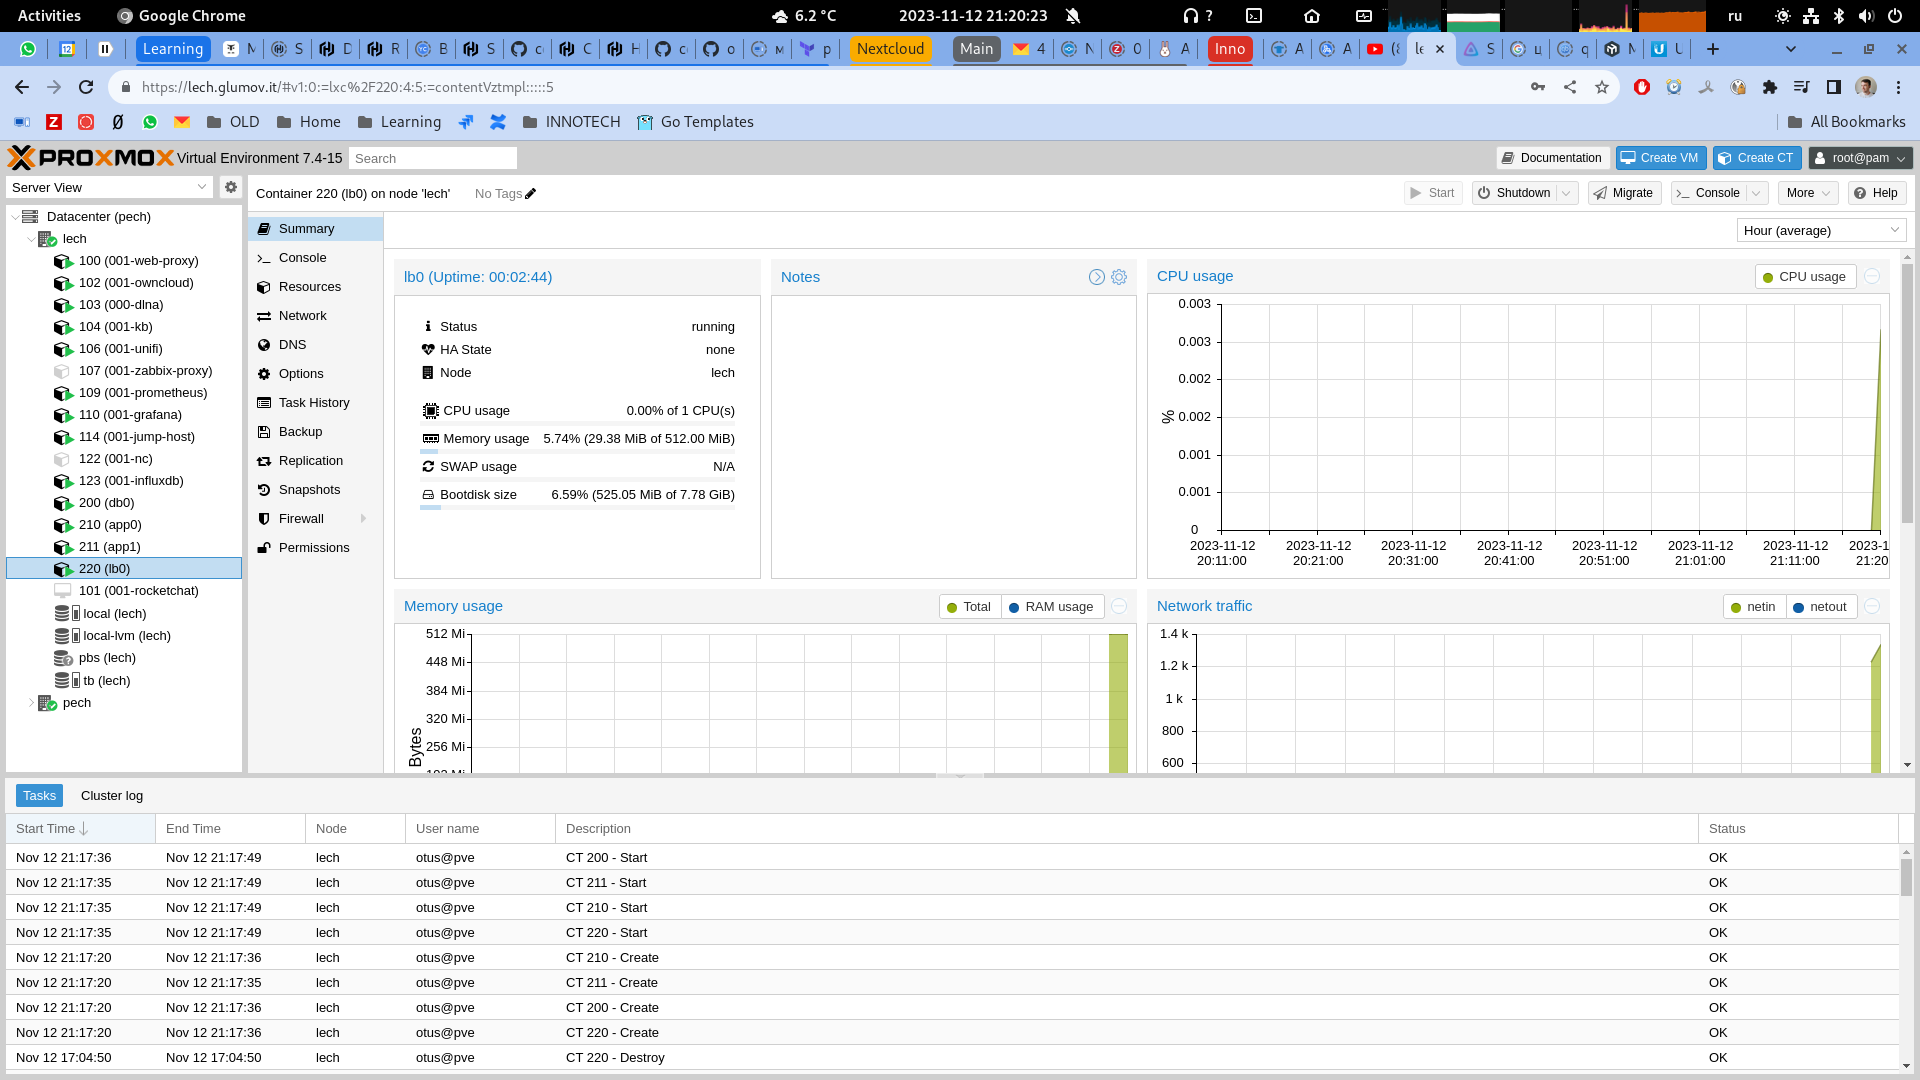 Activities
Google Chrome
6.2 °C
2023-11-12 21:20:23
?
ru
Learning
Nextcloud
Main
Inno
https://lech.glumov.it/#v1:0:=lxc%2F220:4:5:=contentVztmpl:::::5
OLD
Home
Learning
INNOTECH
Go Templates
All Bookmarks
PROXMOX
Virtual Environment 7.4-15
Search
Documentation
Create VM
Create CT
root@pam
Server View
Container 220 (lb0) on node 'lech'
No Tags
Start
Shutdown
Migrate
Console
More
Help
Datacenter (pech)
lech
100 (001-web-proxy)
102 (001-owncloud)
103 (000-dlna)
104 (001-kb)
106 (001-unifi)
107 (001-zabbix-proxy)
109 (001-prometheus)
110 (001-grafana)
114 (001-jump-host)
122 (001-nc)
123 (001-influxdb)
200 (db0)
210 (app0)
211 (app1)
220 (lb0)
101 (001-rocketchat)
local (lech)
local-lvm (lech)
pbs (lech)
tb (lech)
pech
Summary
Console
Resources
Network
DNS
Options
Task History
Backup
Replication
Snapshots
Firewall
Permissions
Hour (average)
lb0 (Uptime: 00:02:44)
Status running
HA State none
Node lech
CPU usage 0.00% of 1 CPU(s)
Memory usage 5.74% (29.38 MiB of 512.00 MiB)
SWAP usage N/A
Bootdisk size 6.59% (525.05 MiB of 7.78 GiB)
Notes
CPU usage
CPU usage
0.003
0.003
0.002
%
0.002
0.001
0.001
0
2023-11-12 20:11:00
2023-11-12 20:21:00
2023-11-12 20:31:00
2023-11-12 20:41:00
2023-11-12 20:51:00
2023-11-12 21:01:00
2023-11-12 21:11:00
2023-1 21:20
Memory usage
Total
RAM usage
512 Mi
448 Mi
384 Mi
320 Mi
256 Mi
Bytes
Network traffic
netin
netout
1.4 k
1.2 k
1 k
800
600
Tasks
Cluster log
Start Time End Time Node User name Description Status
Nov 12 21:17:36 Nov 12 21:17:49 lech otus@pve CT 200 - Start OK
Nov 12 21:17:35 Nov 12 21:17:49 lech otus@pve CT 211 - Start OK
Nov 12 21:17:35 Nov 12 21:17:49 lech otus@pve CT 210 - Start OK
Nov 12 21:17:35 Nov 12 21:17:49 lech otus@pve CT 220 - Start OK
Nov 12 21:17:20 Nov 12 21:17:36 lech otus@pve CT 210 - Create OK
Nov 12 21:17:20 Nov 12 21:17:35 lech otus@pve CT 211 - Create OK
Nov 12 21:17:20 Nov 12 21:17:36 lech otus@pve CT 200 - Create OK
Nov 12 21:17:20 Nov 12 21:17:36 lech otus@pve CT 220 - Create OK
Nov 12 17:04:50 Nov 12 17:04:50 lech otus@pve CT 220 - Destroy OK